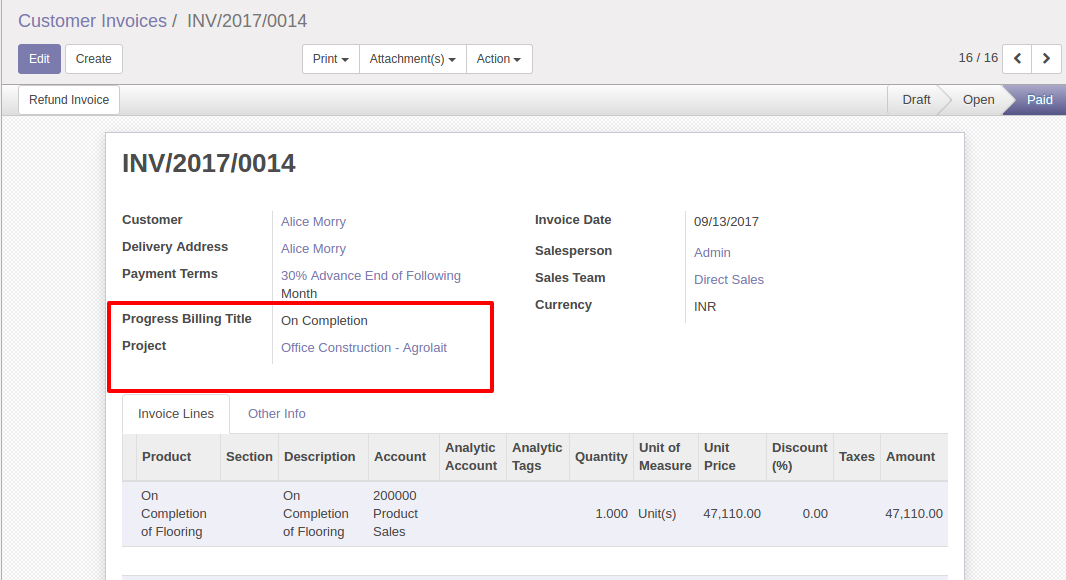 Customer Invoices / INV/2017/0014
Edit Create Print Attachment(s) Action 16 / 16
Refund Invoice Draft Open Paid
INV/2017/0014
Customer Alice Morry
Delivery Address Alice Morry
Payment Terms 30% Advance End of Following
Month
Progress Billing Title On Completion
Project Office Construction - Agrolait
Invoice Date 09/13/2017
Salesperson Admin
Sales Team Direct Sales
Currency INR
Invoice Lines Other Info
Product Section Description Account Analytic Account Analytic Tags Quantity Unit of Measure Unit Price Discount (%) Taxes Amount
On Completion of Flooring On Completion of Flooring 200000 Product Sales 1.000 Unit(s) 47,110.00 0.00 47,110.00